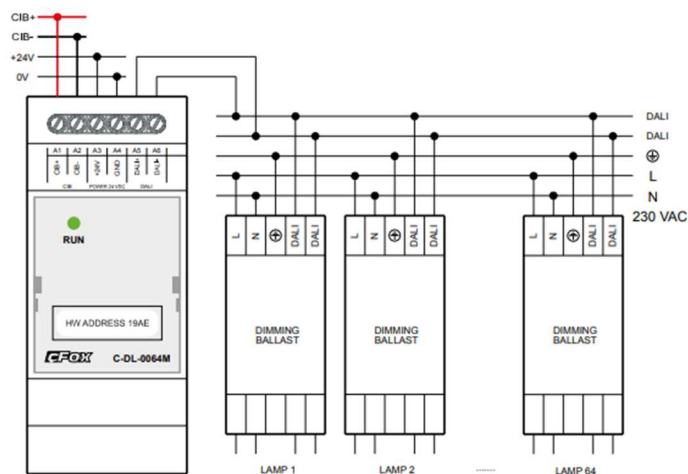 CIB+
CIB-
+24V
0V
A1 A2 A3 A4 A5 A6
CIB+ CIB- +24V GND DALI+ DALI-
CIB POWER 24 VDC DALI
RUN
HW ADDRESS 19AE
CFOX C-DL-0064M
DALI
DALI
L
N
230 VAC
L N DALI DALI
DIMMING
BALLAST
LAMP 1
L N DALI DALI
DIMMING
BALLAST
LAMP 2
........
L N DALI DALI
DIMMING
BALLAST
LAMP 64